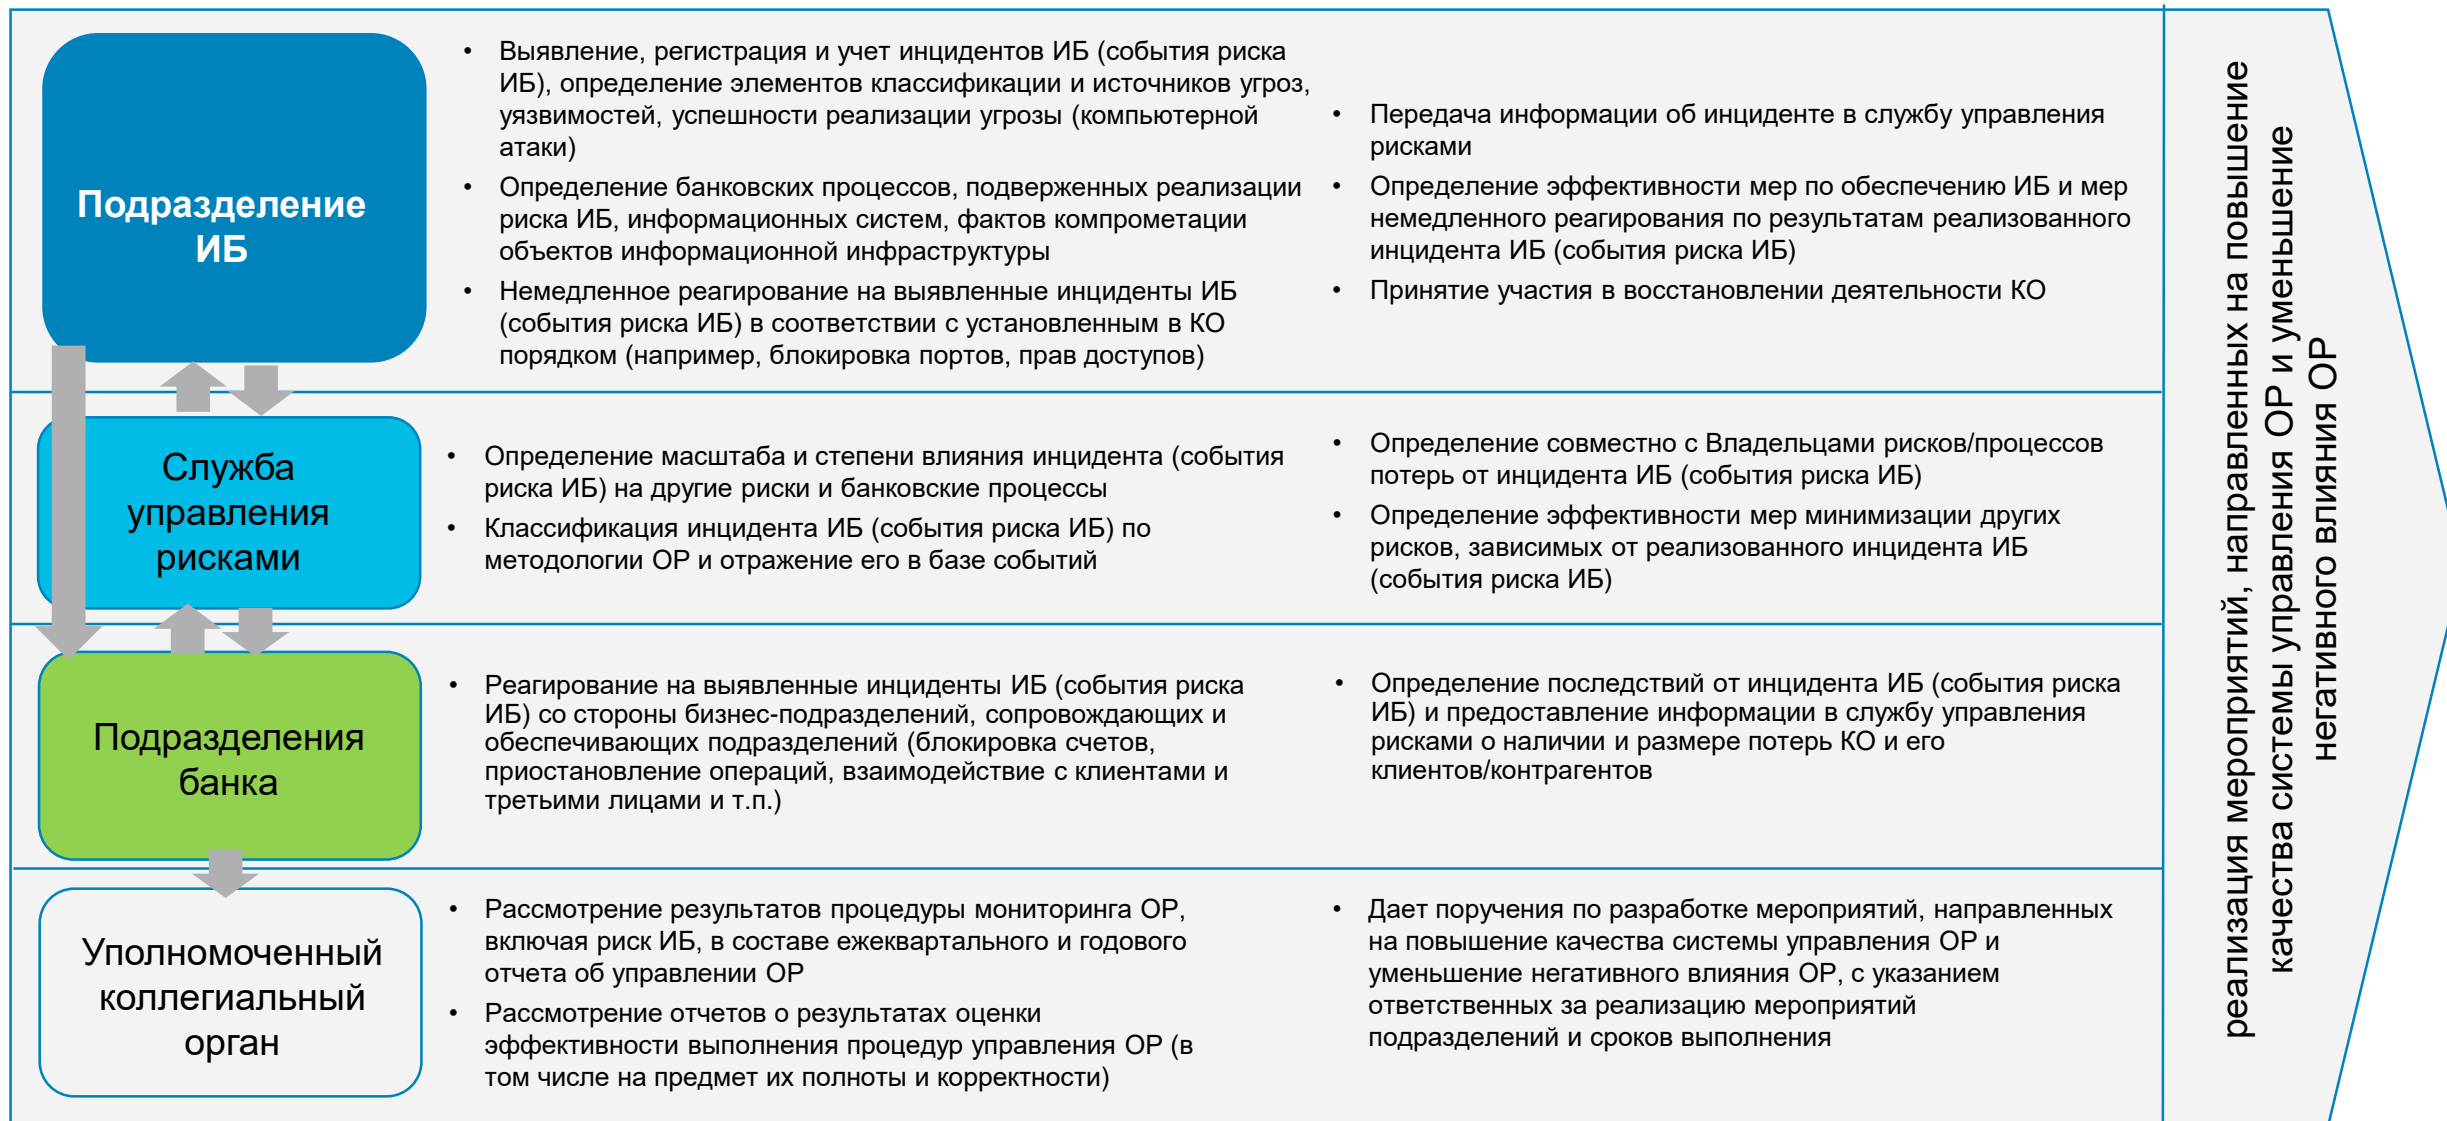 Подразделение
ИБ
Выявление, регистрация и учет инцидентов ИБ (события риска
ИБ), определение элементов классификации и источников угроз,
уязвимостей, успешности реализации угрозы (компьютерной
атаки)
Определение банковских процессов, подверженных реализации
риска ИБ, информационных систем, фактов компрометации
объектов информационной инфраструктуры
Немедленное реагирование на выявленные инциденты ИБ
(события риска ИБ) в соответствии с установленным в КО
порядком (например, блокировка портов, прав доступов)
Передача информации об инциденте в службу управления
рисками
Определение эффективности мер по обеспечению ИБ и мер
немедленного реагирования по результатам реализованного
инцидента ИБ (события риска ИБ)
Принятие участия в восстановлении деятельности КО
Служба
управления
рисками
Определение масштаба и степени влияния инцидента (события
риска ИБ) на другие риски и банковские процессы
Классификация инцидента ИБ (события риска ИБ) по
методологии ОР и отражение его в базе событий
Определение совместно с Владельцами рисков/процессов
потерь от инцидента ИБ (события риска ИБ)
Определение эффективности мер минимизации других
рисков, зависимых от реализованного инцидента ИБ
(события риска ИБ)
Подразделения
банка
Реагирование на выявленные инциденты ИБ (события риска
ИБ) со стороны бизнес-подразделений, сопровождающих и
обеспечивающих подразделений (блокировка счетов,
приостановление операций, взаимодействие с клиентами и
третьими лицами и т.п.)
Определение последствий от инцидента ИБ (события риска
ИБ) и предоставление информации в службу управления
рисками о наличии и размере потерь КО и его
клиентов/контрагентов
Уполномоченный
коллегиальный
орган
Рассмотрение результатов процедуры мониторинга ОР,
включая риск ИБ, в составе ежеквартального и годового
отчета об управлении ОР
Рассмотрение отчетов о результатах оценки
эффективности выполнения процедур управления ОР (в
том числе на предмет их полноты и корректности)
Дает поручения по разработке мероприятий, направленных
на повышение качества системы управления ОР и
уменьшение негативного влияния ОР, с указанием
ответственных за реализацию мероприятий
подразделений и сроков выполнения
реализация мероприятий, направленных на повышение
качества системы управления ОР и уменьшение
негативного влияния ОР